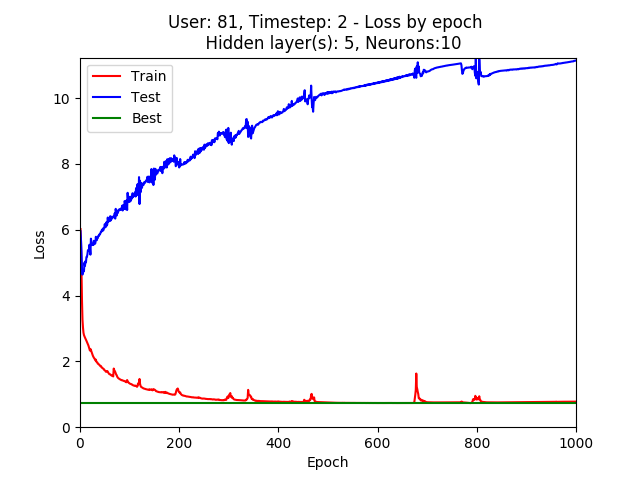 User: 81, Timestep: 2 - Loss by epoch
Hidden layer(s): 5, Neurons:10
Train
Test
Best
10
8
6
4
2
0
Loss
0
200
400
600
800
1000
Epoch